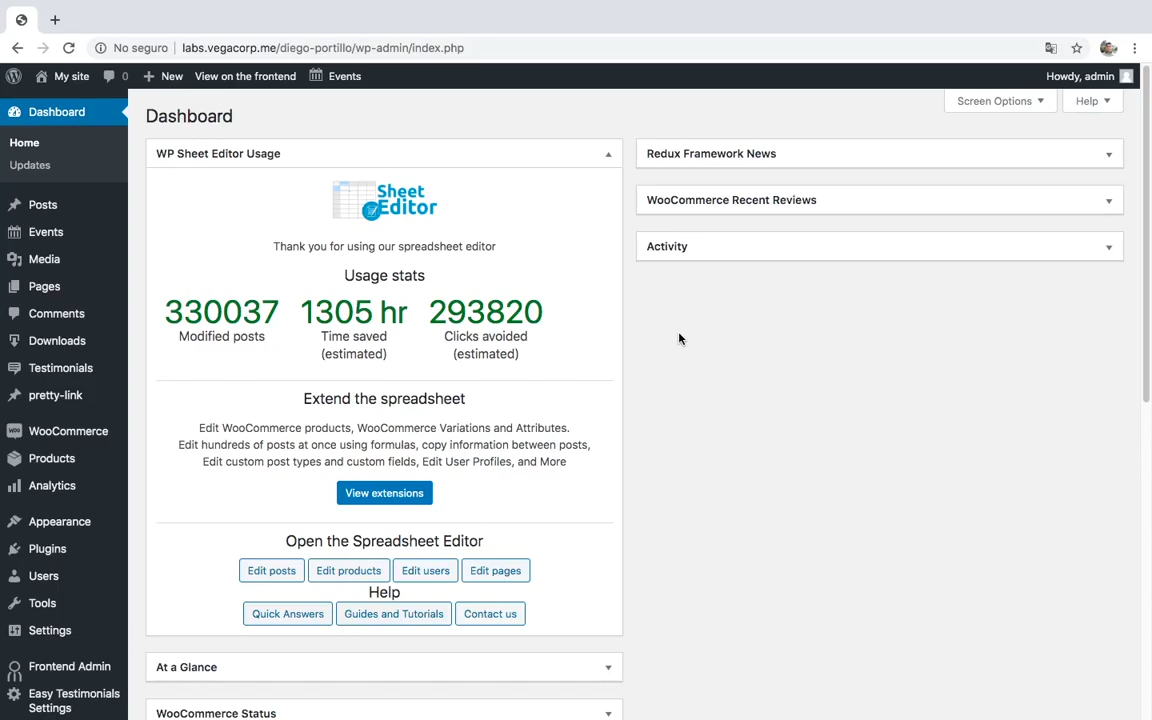 No seguro
labs.vegacorp.me/diego-portillo/wp-admin/index.php
My site
0
New
View on the frontend
Events
Howdy, admin
Screen Options
Help
Dashboard
Home
Updates
Posts
Events
Media
Pages
Comments
Downloads
Testimonials
pretty-link
WooCommerce
Products
Analytics
Appearance
Plugins
Users
Tools
Settings
Frontend Admin
Easy Testimonials
Settings
Dashboard
WP Sheet Editor Usage
Sheet
Editor
Thank you for using our spreadsheet editor
Usage stats
330037 1305 hr 293820
Modified posts Time saved Clicks avoided
(estimated) (estimated)
Extend the spreadsheet
Edit WooCommerce products, WooCommerce Variations and Attributes.
Edit hundreds of posts at once using formulas, copy information between posts,
Edit custom post types and custom fields, Edit User Profiles, and More
View extensions
Open the Spreadsheet Editor
Edit posts Edit products Edit users Edit pages
Help
Quick Answers Guides and Tutorials Contact us
At a Glance
WooCommerce Status
Redux Framework News
WooCommerce Recent Reviews
Activity